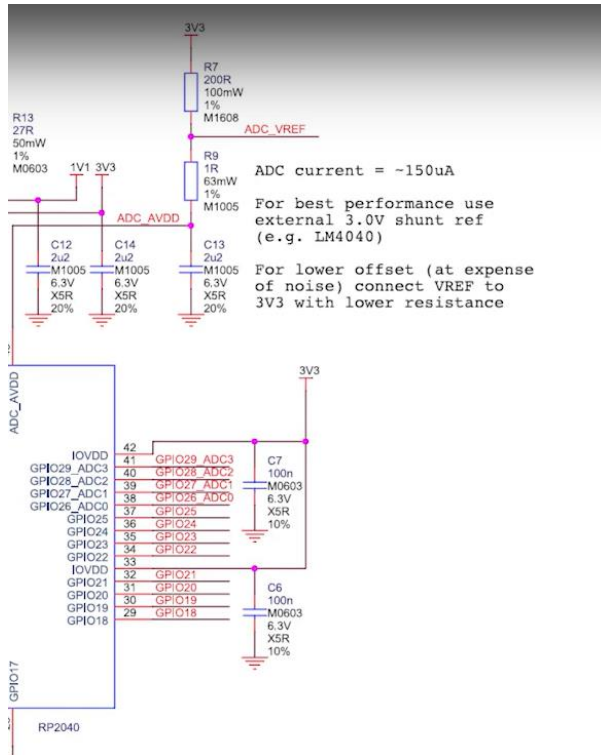 3V3
R7
200R
100mW
1%
M1608
ADC_VREF
R13
27R
50mW
1%
M0603
1V1 3V3
R9
1R
63mW
1%
M1005
ADC_AVDD
ADC current = ~150uA
For best performance use
external 3.0V shunt ref
(e.g. LM4040)
For lower offset (at expense
of noise) connect VREF to
3V3 with lower resistance
C12
2u2
M1005
6.3V
X5R
20%
C14
2u2
M1005
6.3V
X5R
20%
C13
2u2
M1005
6.3V
X5R
20%
ADC_AVDD
3V3
IOVDD 42
GPIO29_ADC3 41 GPIO29_ADC3
GPIO28_ADC2 40 GPIO28_ADC2
GPIO27_ADC1 39 GPIO27_ADC1
GPIO26_ADC0 38 GPIO26_ADC0
GPIO25 37 GPIO25
GPIO24 36 GPIO24
GPIO23 35 GPIO23
GPIO22 34 GPIO22
IOVDD 33
GPIO21 32 GPIO21
GPIO20 31 GPIO20
GPIO19 30 GPIO19
GPIO18 29 GPIO18
C7
100n
M0603
6.3V
X5R
10%
C6
100n
M0603
6.3V
X5R
10%
GPIO17
RP2040